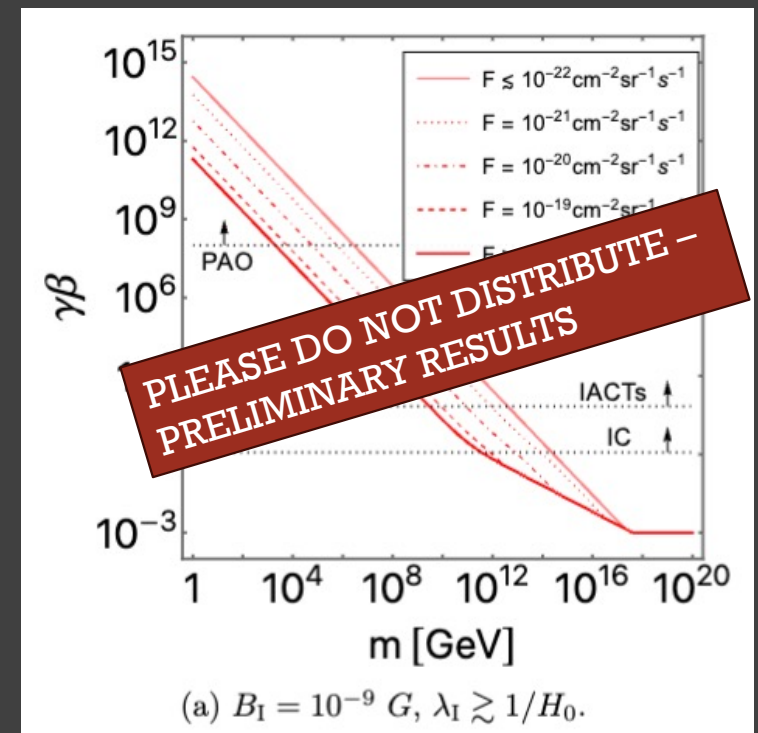 10^15
10^12
10^9
10^6
10^-3
γβ
F ≲ 10^-22 cm^-2 sr^-1 s^-1
F = 10^-21 cm^-2 sr^-1 s^-1
F = 10^-20 cm^-2 sr^-1 s^-1
F = 10^-19 cm^-2 sr^-1
PAO
PLEASE DO NOT DISTRIBUTE –
PRELIMINARY RESULTS
IACTs
IC
1 10^4 10^8 10^12 10^16 10^20
m [GeV]
(a) B_I = 10^-9 G, λ_I ≳ 1/H_0.